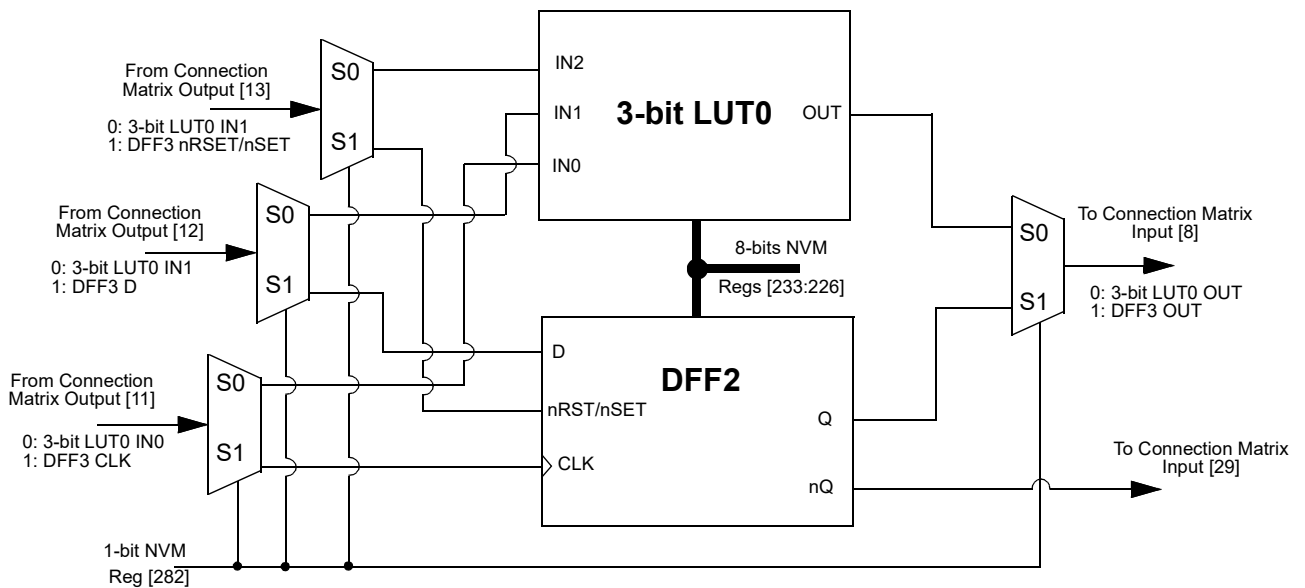 From Connection
Matrix Output [13]
0: 3-bit LUT0 IN1
1: DFF3 nRSET/nSET
S0
S1
From Connection
Matrix Output [12]
0: 3-bit LUT0 IN1
1: DFF3 D
S0
S1
From Connection
Matrix Output [11]
0: 3-bit LUT0 IN0
1: DFF3 CLK
S0
S1
1-bit NVM
Reg [282]
IN2
IN1
IN0
3-bit LUT0
OUT
8-bits NVM
Regs [233:226]
D
nRST/nSET
CLK
DFF2
Q
nQ
S0
S1
To Connection Matrix
Input [8]
0: 3-bit LUT0 OUT
1: DFF3 OUT
To Connection Matrix
Input [29]